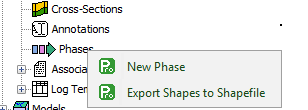 Cross-Sections
Annotations
Phases
New Phase
Associa
Export Shapes to Shapefile
Log Ter
Models